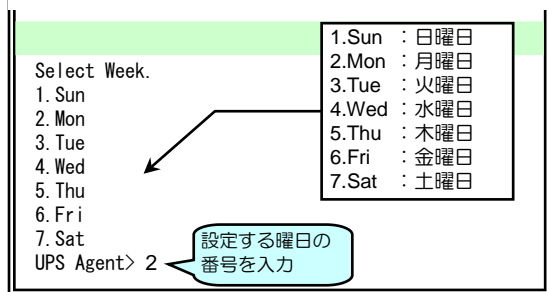 Select Week.
1. Sun
2. Mon
3. Tue
4. Wed
5. Thu
6. Fri
7. Sat
UPS Agent> 2
1.Sun ：日曜日
2.Mon ：月曜日
3.Tue ：火曜日
4.Wed ：水曜日
5.Thu ：木曜日
6.Fri ：金曜日
7.Sat ：土曜日
設定する曜日の
番号を入力